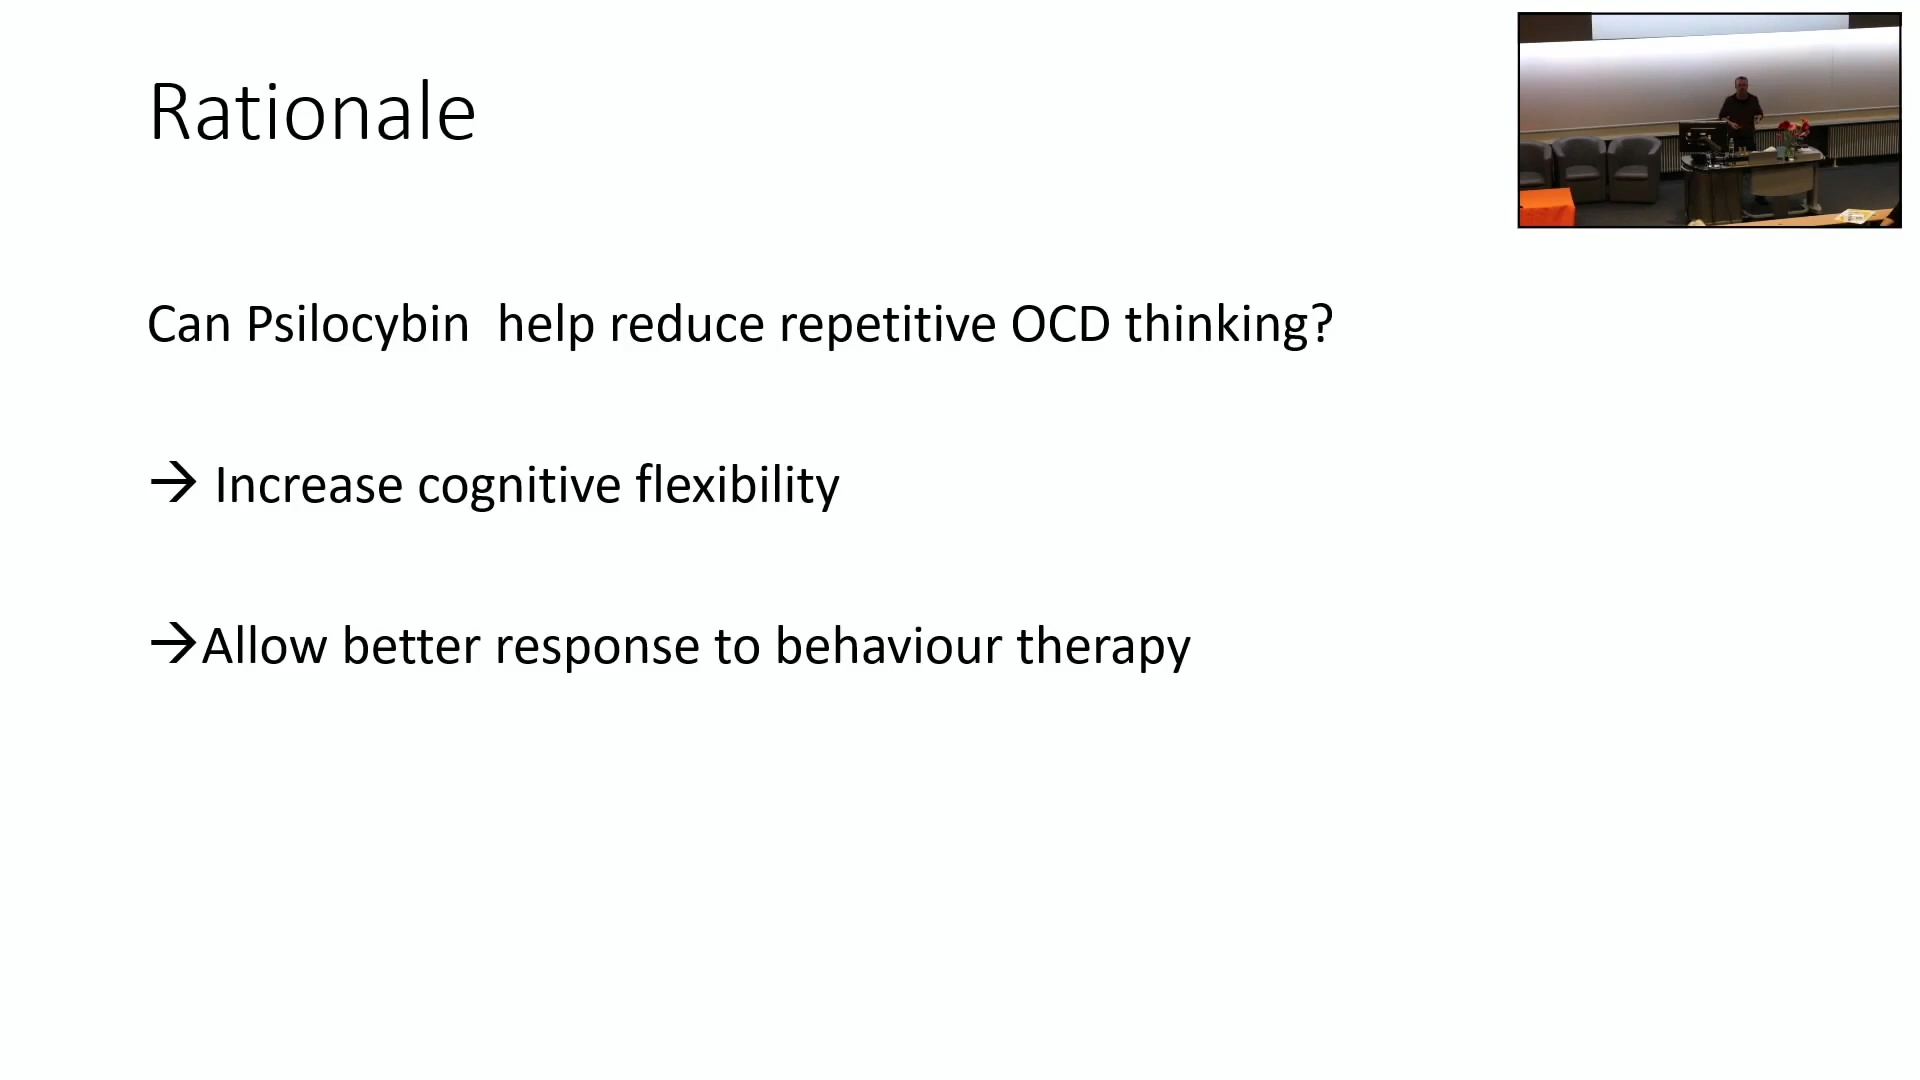 Rationale
Can Psilocybin  help reduce repetitive OCD thinking?
→ Increase cognitive flexibility
→Allow better response to behaviour therapy